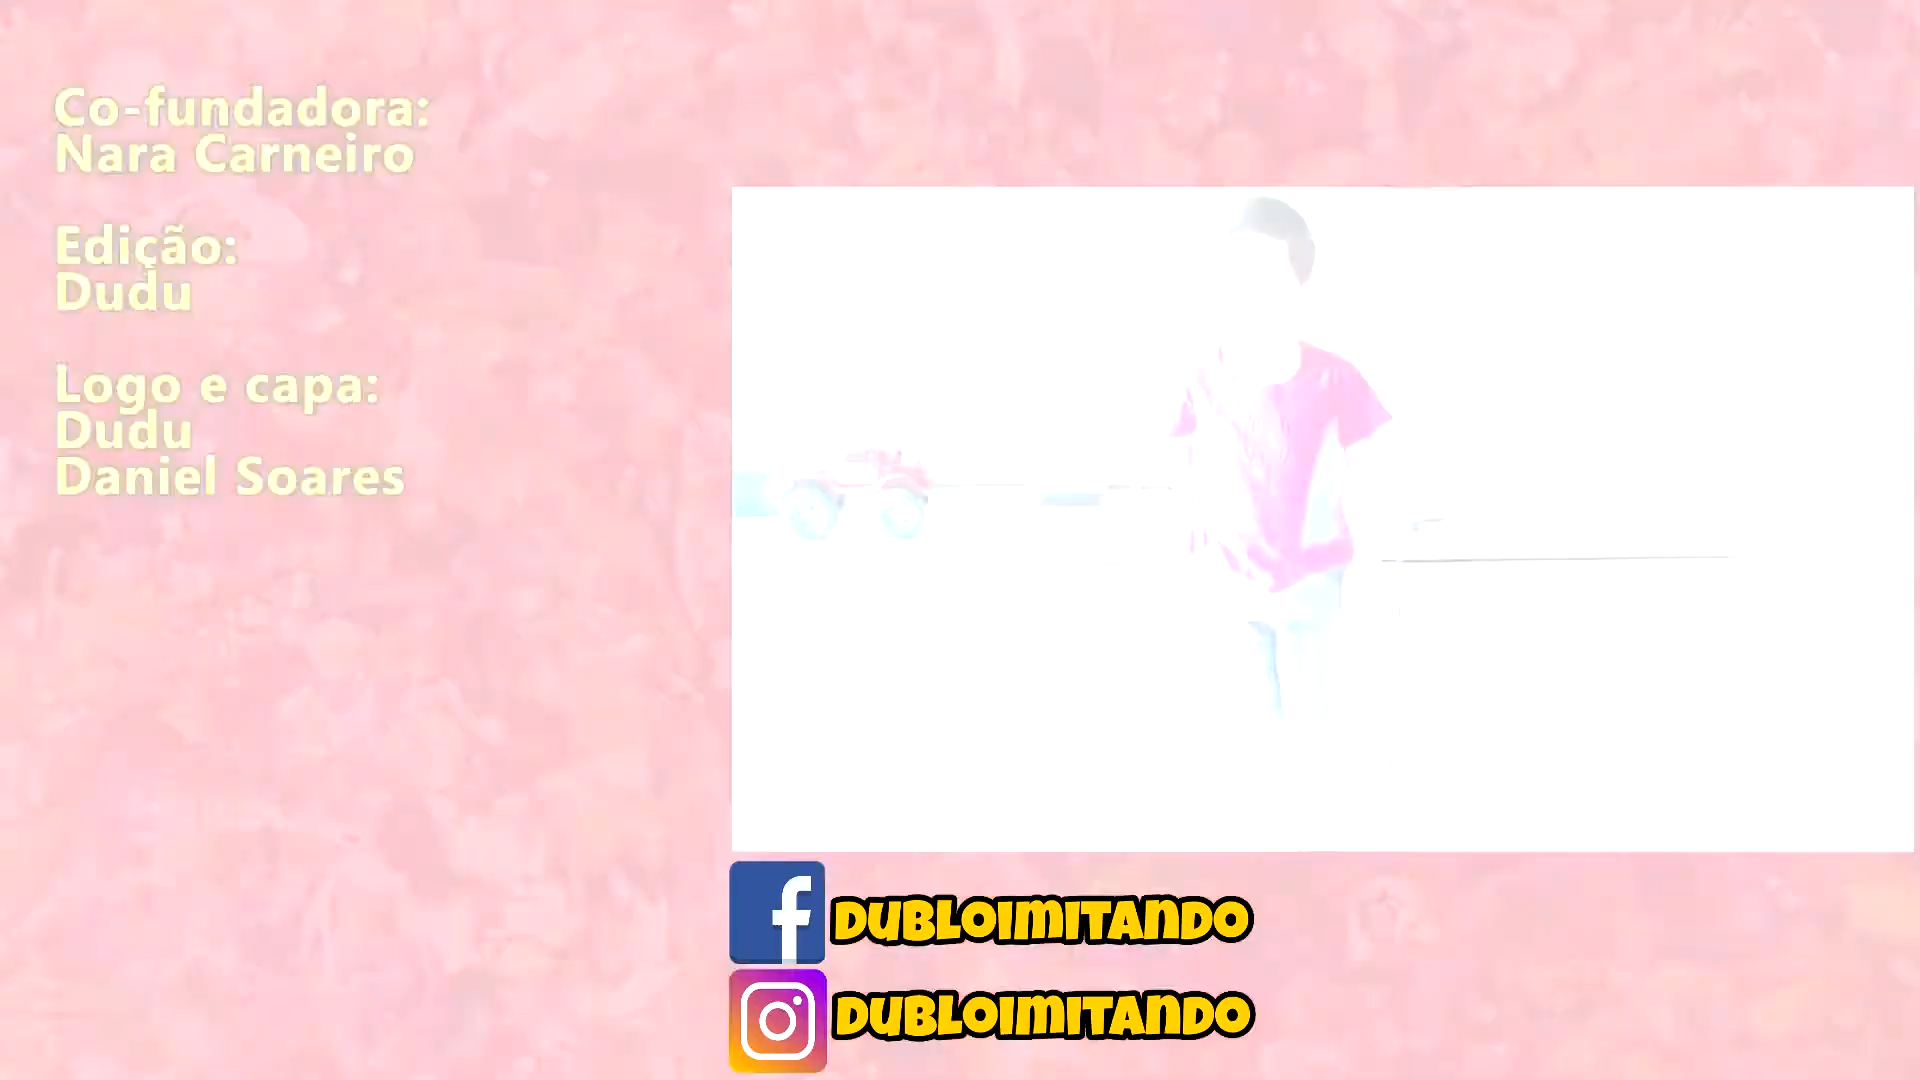 Co-fundadora:
Nara Carneiro
Edição:
Dudu
Logo e capa:
Dudu
Daniel Soares
DUBLOIMITANDO
DUBLOIMITANDO